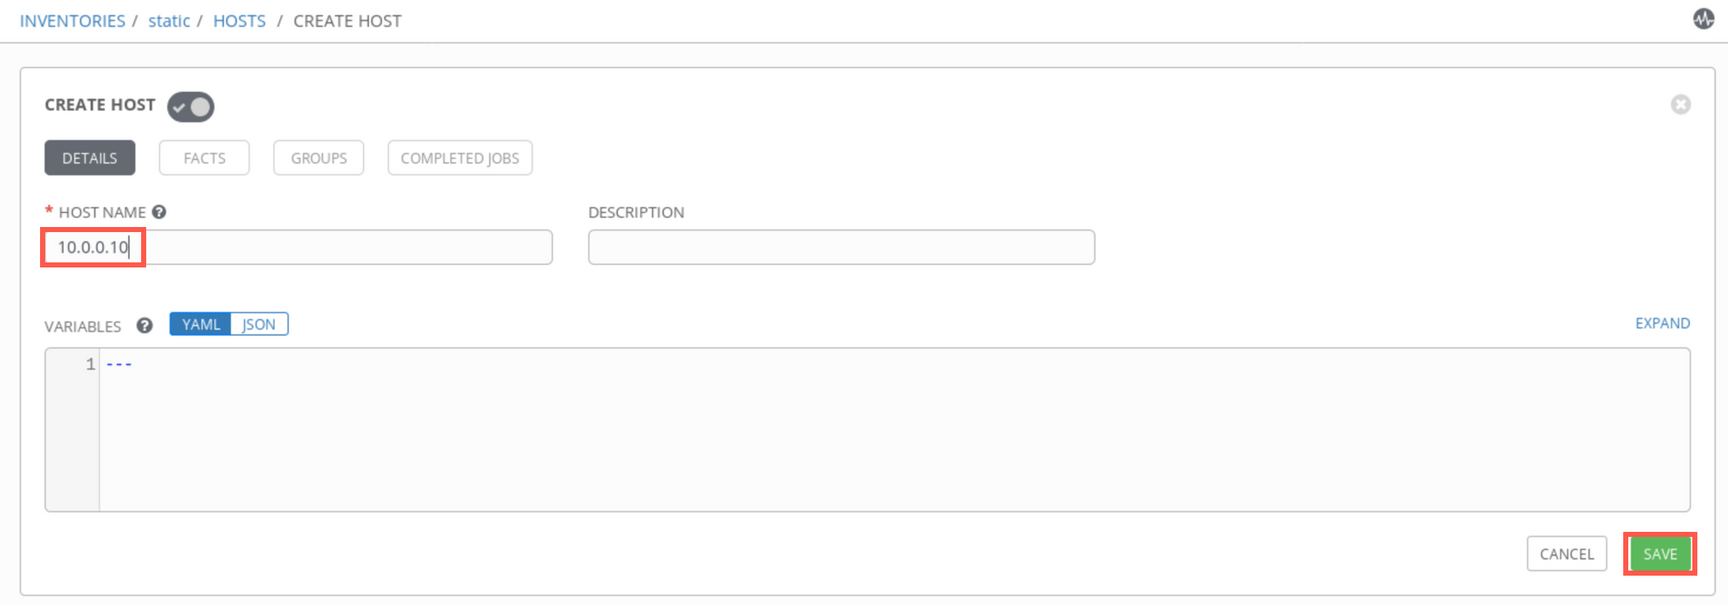 INVENTORIES / static / HOSTS / CREATE HOST
CREATE HOST
DETAILS FACTS GROUPS COMPLETED JOBS
* HOST NAME ? DESCRIPTION
10.0.0.10
VARIABLES ? YAML JSON EXPAND
1 ---
CANCEL SAVE